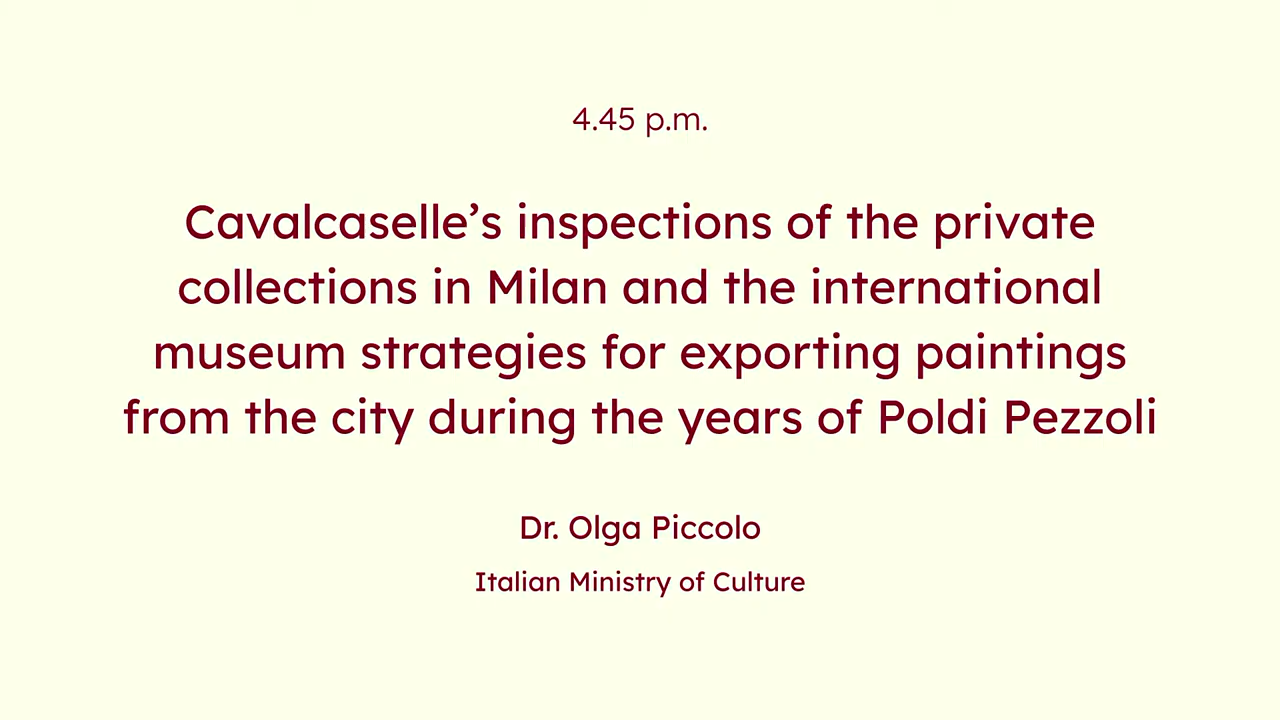 4.45 p.m.
Cavalcaselle’s inspections of the private
collections in Milan and the international
museum strategies for exporting paintings
from the city during the years of Poldi Pezzoli
Dr. Olga Piccolo
Italian Ministry of Culture